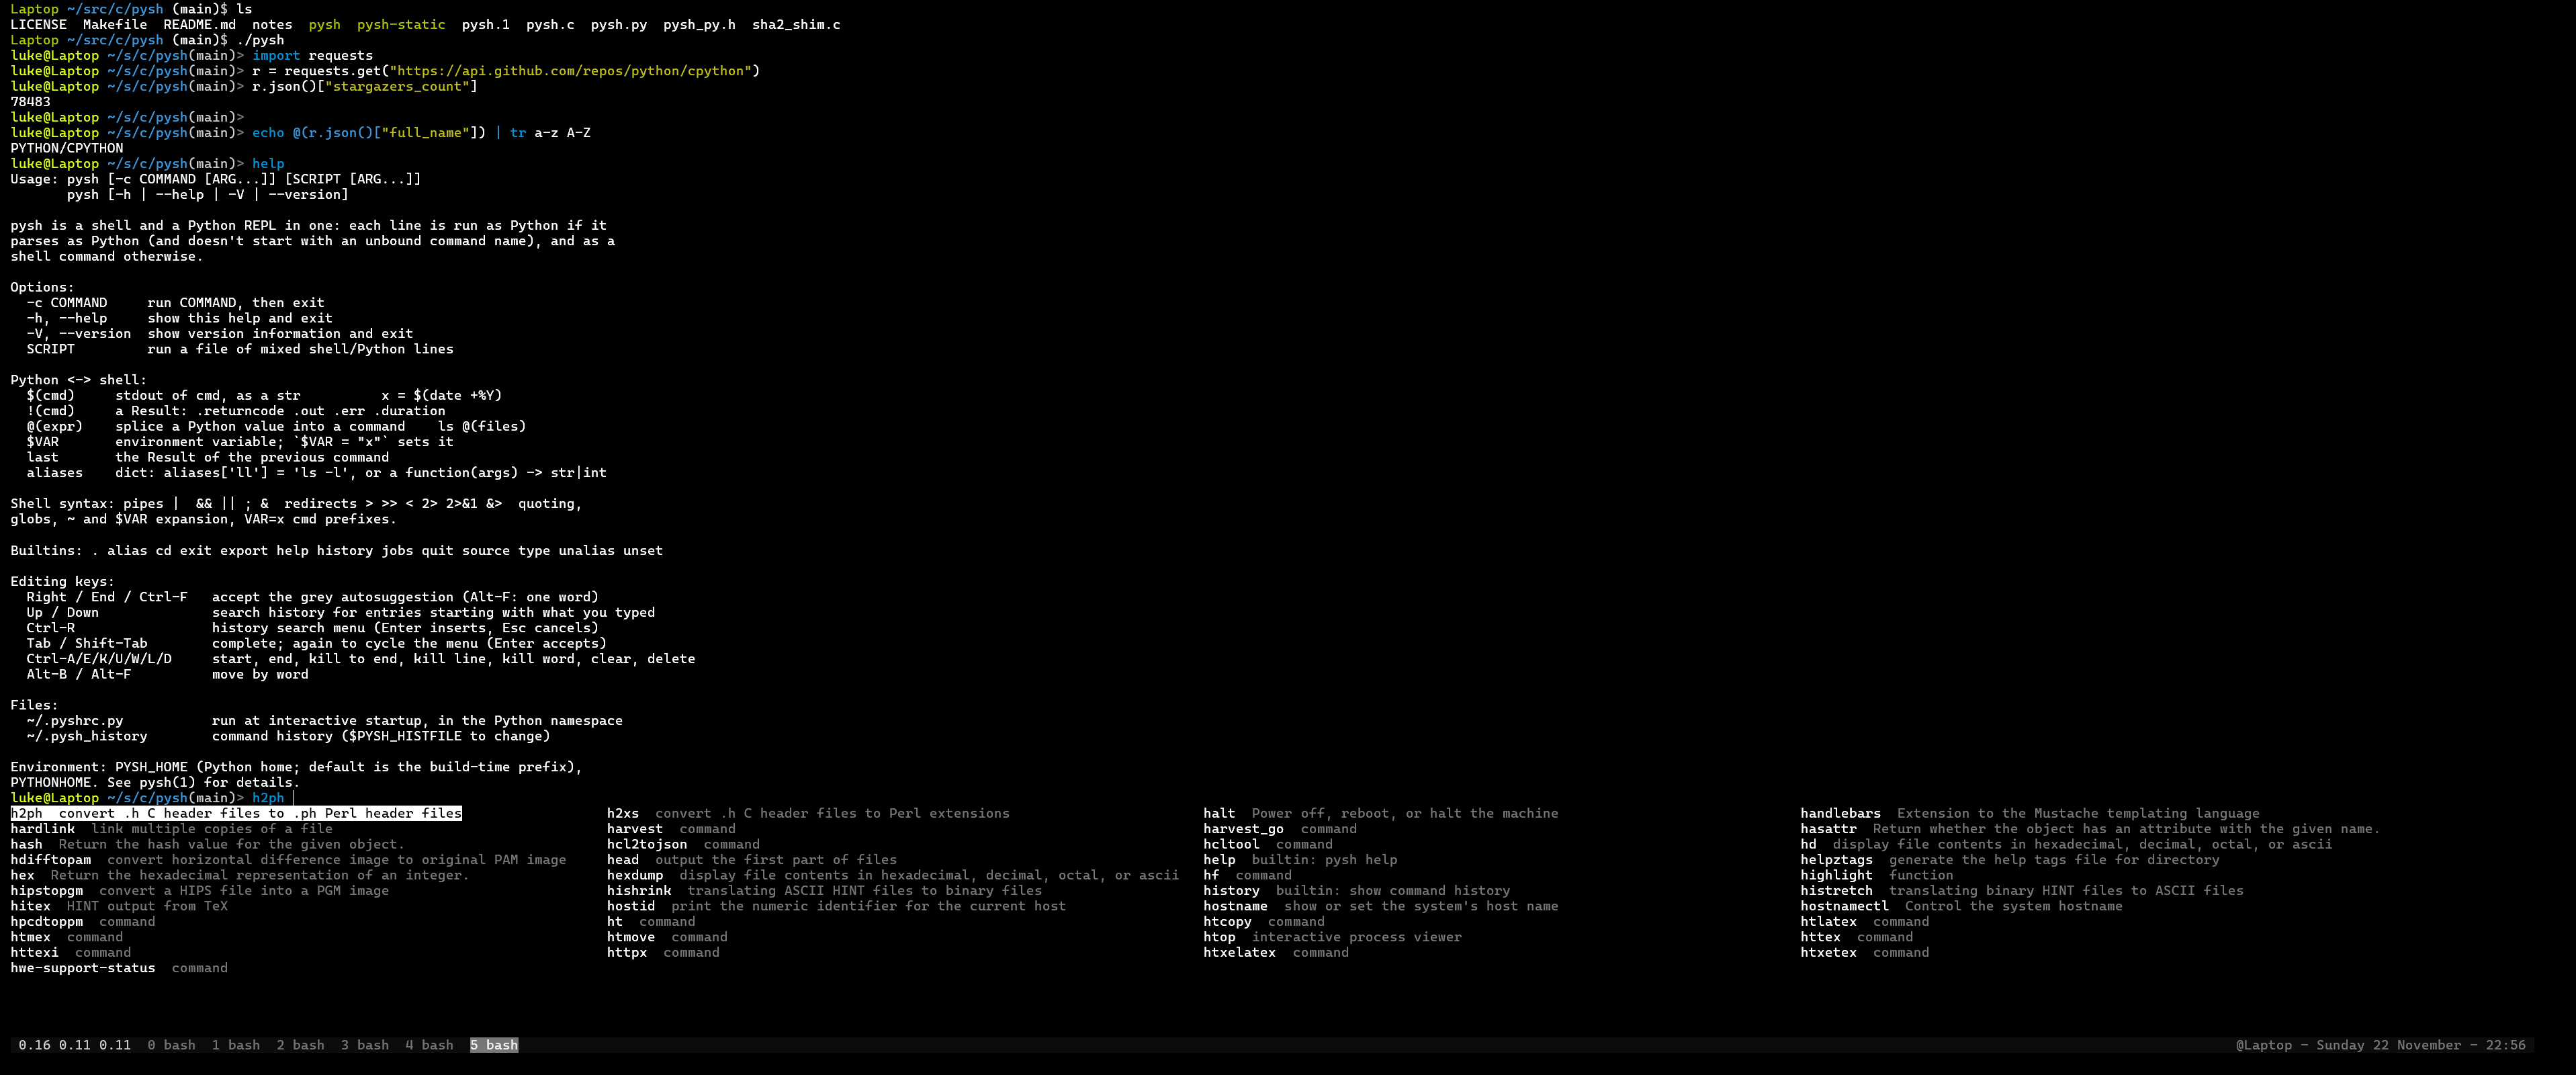 Laptop ~/src/c/pysh (main)$ ls
LICENSE  Makefile  README.md  notes  pysh  pysh-static  pysh.1  pysh.c  pysh.py  pysh_py.h  sha2_shim.c
Laptop ~/src/c/pysh (main)$ ./pysh
luke@Laptop ~/s/c/pysh(main)> import requests
luke@Laptop ~/s/c/pysh(main)> r = requests.get("https://api.github.com/repos/python/cpython")
luke@Laptop ~/s/c/pysh(main)> r.json()["stargazers_count"]
78483
luke@Laptop ~/s/c/pysh(main)>
luke@Laptop ~/s/c/pysh(main)> echo @(r.json()["full_name"]) | tr a-z A-Z
PYTHON/CPYTHON
luke@Laptop ~/s/c/pysh(main)> help
Usage: pysh [-c COMMAND [ARG...]] [SCRIPT [ARG...]]
       pysh [-h | --help | -V | --version]

pysh is a shell and a Python REPL in one: each line is run as Python if it
parses as Python (and doesn't start with an unbound command name), and as a
shell command otherwise.

Options:
  -c COMMAND     run COMMAND, then exit
  -h, --help     show this help and exit
  -V, --version  show version information and exit
  SCRIPT         run a file of mixed shell/Python lines

Python <-> shell:
  $(cmd)     stdout of cmd, as a str          x = $(date +%Y)
  !(cmd)     a Result: .returncode .out .err .duration
  @(expr)    splice a Python value into a command    ls @(files)
  $VAR       environment variable; `$VAR = "x"` sets it
  last       the Result of the previous command
  aliases    dict: aliases['ll'] = 'ls -l', or a function(args) -> str|int

Shell syntax: pipes |  && || ; &  redirects > >> < 2> 2>&1 &>  quoting,
globs, ~ and $VAR expansion, VAR=x cmd prefixes.

Builtins: . alias cd exit export help history jobs quit source type unalias unset

Editing keys:
  Right / End / Ctrl-F   accept the grey autosuggestion (Alt-F: one word)
  Up / Down              search history for entries starting with what you typed
  Ctrl-R                 history search menu (Enter inserts, Esc cancels)
  Tab / Shift-Tab        complete; again to cycle the menu (Enter accepts)
  Ctrl-A/E/K/U/W/L/D     start, end, kill to end, kill line, kill word, clear, delete
  Alt-B / Alt-F          move by word

Files:
  ~/.pyshrc.py           run at interactive startup, in the Python namespace
  ~/.pysh_history        command history ($PYSH_HISTFILE to change)

Environment: PYSH_HOME (Python home; default is the build-time prefix),
PYTHONHOME. See pysh(1) for details.
luke@Laptop ~/s/c/pysh(main)> h2ph
h2ph  convert .h C header files to .ph Perl header files  h2xs  convert .h C header files to Perl extensions  halt  Power off, reboot, or halt the machine  handlebars  Extension to the Mustache templating language
hardlink  link multiple copies of a file  harvest  command  harvest_go  command  hasattr  Return whether the object has an attribute with the given name.
hash  Return the hash value for the given object.  hcl2tojson  command  hcltool  command  hd  display file contents in hexadecimal, decimal, octal, or ascii
hdifftopam  convert horizontal difference image to original PAM image  head  output the first part of files  help  builtin: pysh help  helpztags  generate the help tags file for directory
hex  Return the hexadecimal representation of an integer.  hexdump  display file contents in hexadecimal, decimal, octal, or ascii  hf  command  highlight  function
hipstopgm  convert a HIPS file into a PGM image  hishrink  translating ASCII HINT files to binary files  history  builtin: show command history  histretch  translating binary HINT files to ASCII files
hitex  HINT output from TeX  hostid  print the numeric identifier for the current host  hostname  show or set the system's host name  hostnamectl  Control the system hostname
hpcdtoppm  command  ht  command  htcopy  command  htlatex  command
htmex  command  htmove  command  htop  interactive process viewer  httex  command
httexi  command  httpx  command  htxelatex  command  htxetex  command
hwe-support-status  command
0.16 0.11 0.11  0 bash  1 bash  2 bash  3 bash  4 bash  5 bash  @Laptop - Sunday 22 November - 22:56